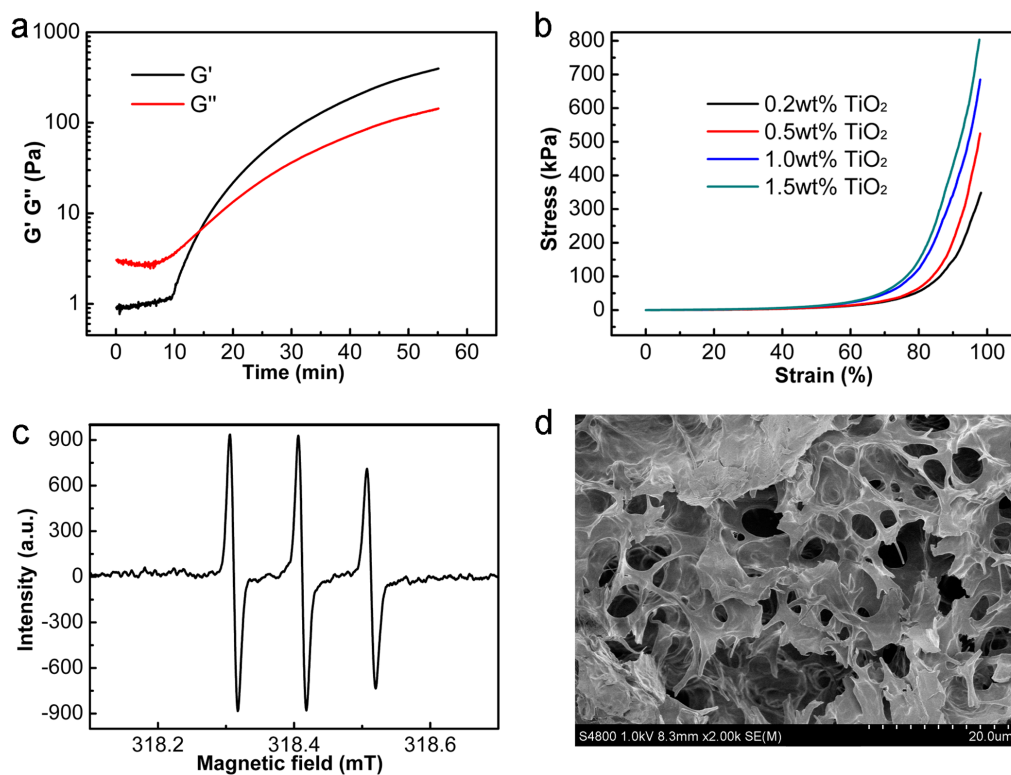 a
1000
100
10
1
G' G'' (Pa)
G'
G''
0 10 20 30 40 50 60
Time (min)
b
800
700
600
500
400
300
200
100
0
Stress (kPa)
0.2wt% TiO₂
0.5wt% TiO₂
1.0wt% TiO₂
1.5wt% TiO₂
0 20 40 60 80 100
Strain (%)
c
900
600
300
0
-300
-600
-900
Intensity (a.u.)
318.2 318.4 318.6
Magnetic field (mT)
d
S4800 1.0kV 8.3mm x2.00k SE(M) 20.0um